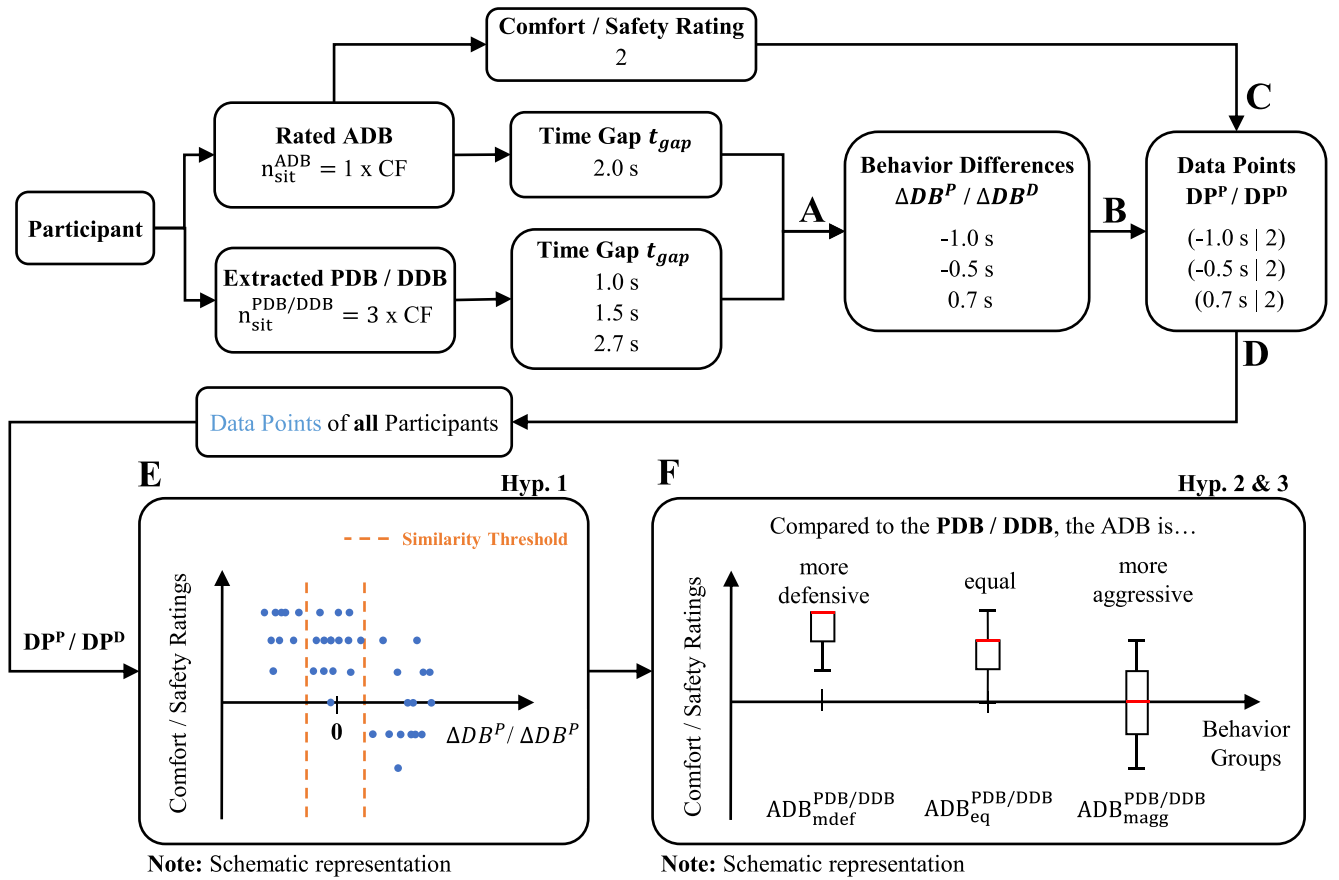 Comfort / Safety Rating
2
C
Rated ADB
n_sit^ADB = 1 x CF
Time Gap t_gap
2.0 s
Participant
Extracted PDB / DDB
n_sit^PDB/DDB = 3 x CF
Time Gap t_gap
1.0 s
1.5 s
2.7 s
A
Behavior Differences
ΔDB^P / ΔDB^D
-1.0 s
-0.5 s
0.7 s
B
Data Points
DP^P / DP^D
(-1.0 s | 2)
(-0.5 s | 2)
(0.7 s | 2)
D
Data Points of all Participants
DP^P / DP^D
E
Hyp. 1
Similarity Threshold
Comfort / Safety Ratings
0
ΔDB^P / ΔDB^P
Note: Schematic representation
F
Hyp. 2 & 3
Compared to the PDB / DDB, the ADB is…
more
defensive
equal
more
aggressive
Comfort / Safety Ratings
Behavior
Groups
ADB_mdef^PDB/DDB
ADB_eq^PDB/DDB
ADB_magg^PDB/DDB
Note: Schematic representation